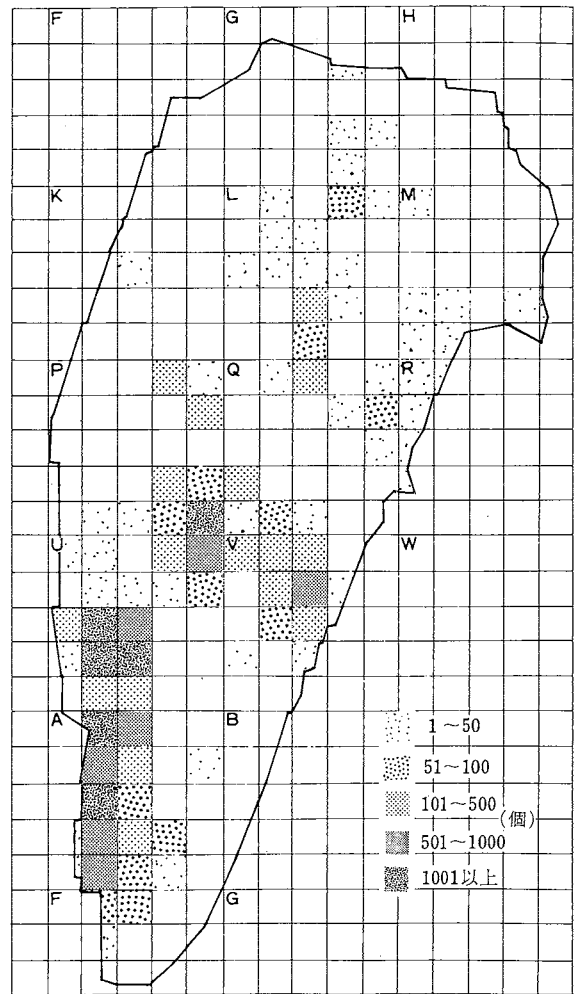 F G H
K L M
P Q R
U V W
A B
1～50
51～100
101～500
(個)
501～1000
1001以上
F G